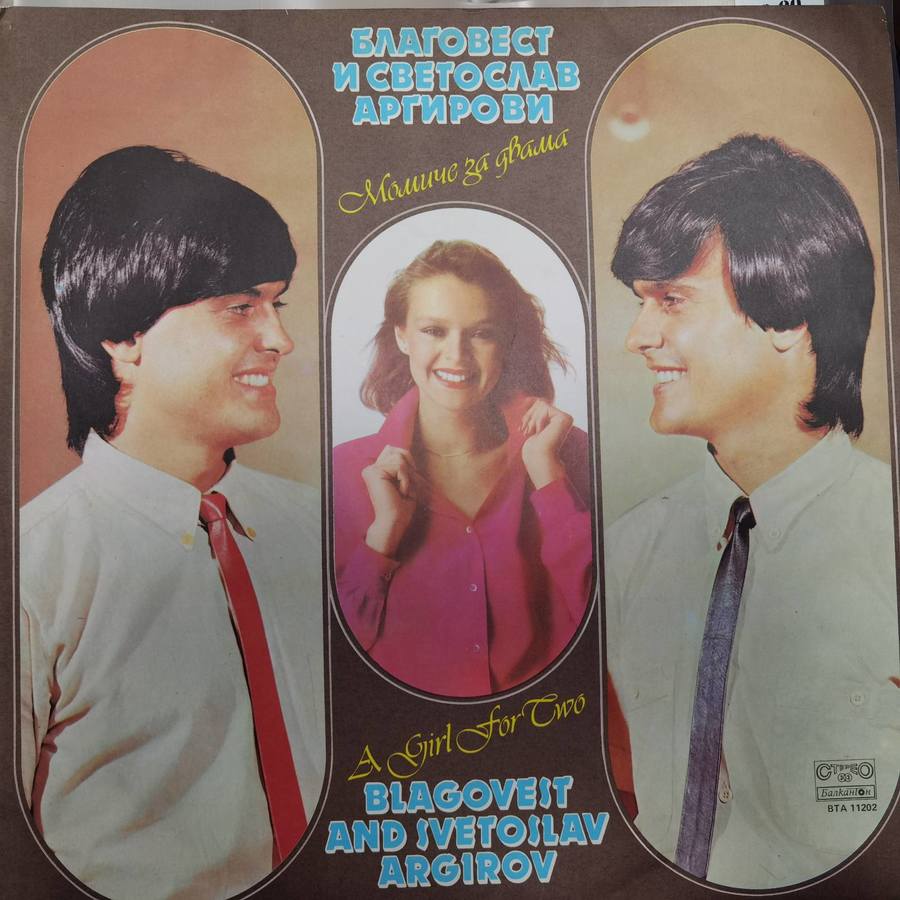 БЛАГОВЕСТ
И СВЕТОСЛАВ
АРГИРОВИ
Момиче за двама
A Girl For Two
BLAGOVEST
AND SVETOSLAV
ARGIROV
СТЕРЕО
Балкантон
ВТА 11202